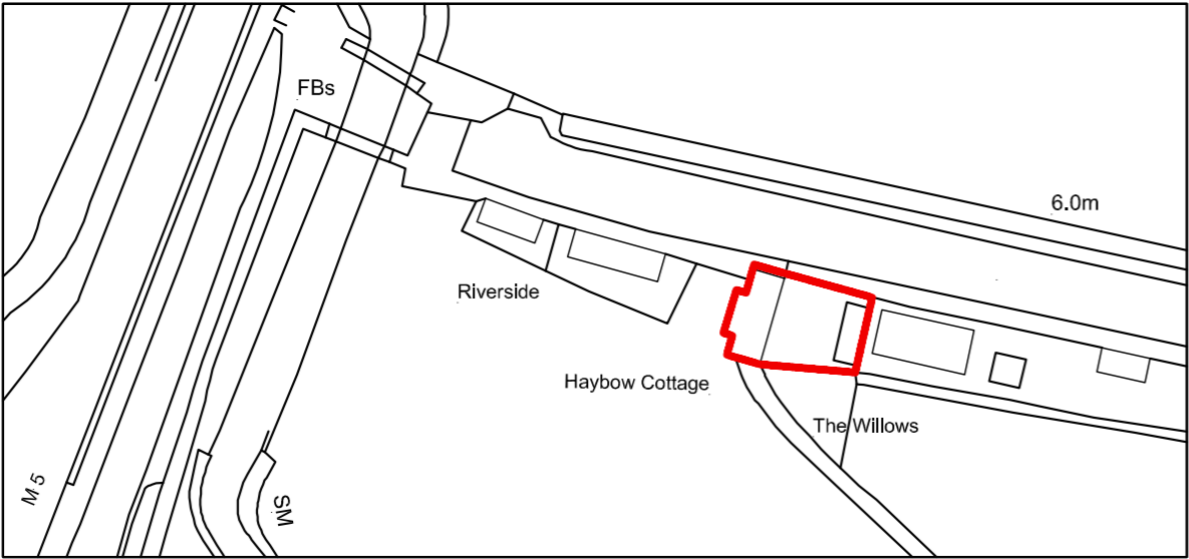 FBs
6.0m
Riverside
Haybow Cottage
The Willows
M 5
SM